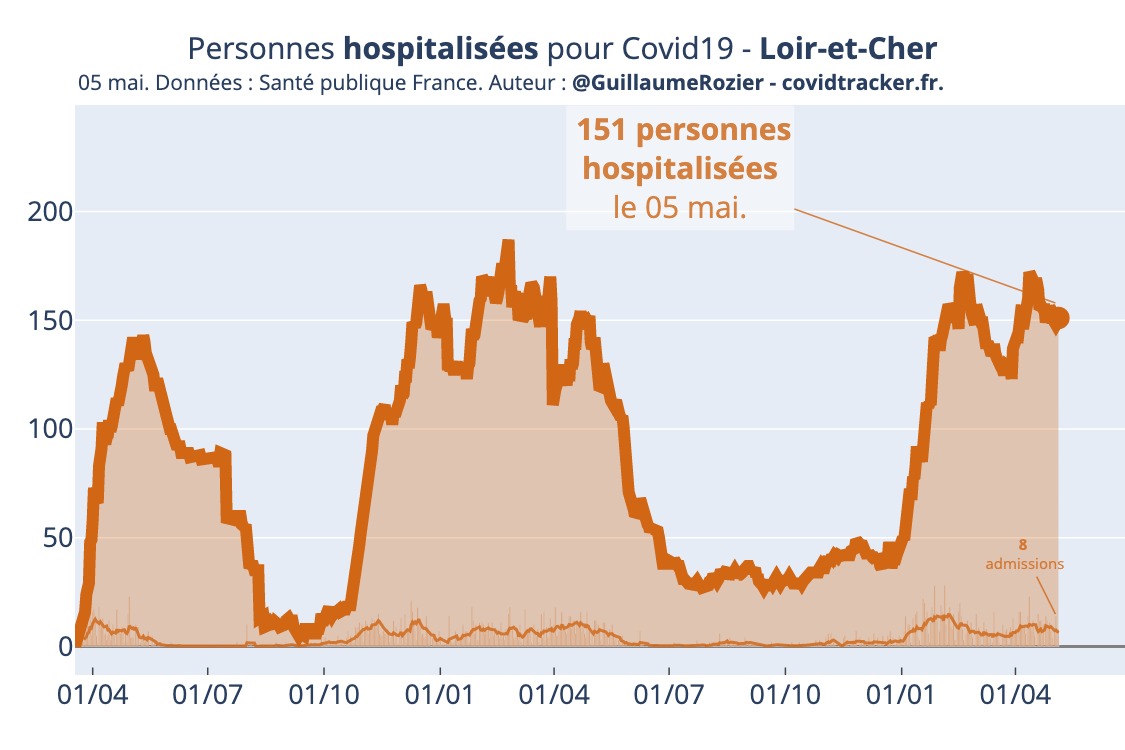 Personnes hospitalisées pour Covid19 - Loir-et-Cher
05 mai. Données : Santé publique France. Auteur : @GuillaumeRozier - covidtracker.fr.
151 personnes
hospitalisées
le 05 mai.
200
150
100
50
0
8
admissions
01/04 01/07 01/10 01/01 01/04 01/07 01/10 01/01 01/04